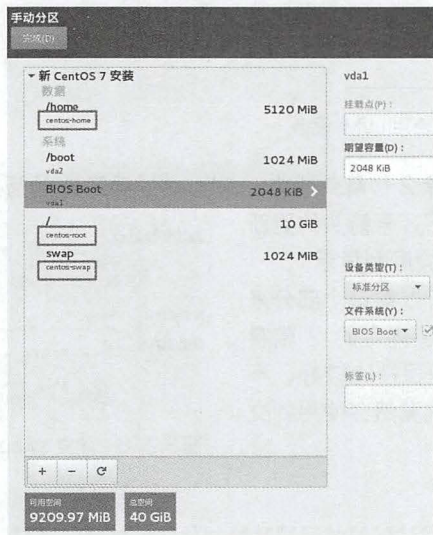 手动分区
完成(D)
新 CentOS 7 安装
数据
/home
5120 MiB
centos-home
系统
/boot
1024 MiB
vda2
BIOS Boot
2048 KiB
vda1
/
10 GiB
centos-root
swap
1024 MiB
centos-swap
+ − 
可用空间
9209.97 MiB
总空间
40 GiB
vda1
挂载点(P)：
期望容量(D)：
2048 KiB
设备类型(T)：
标准分区
文件系统(Y)：
BIOS Boot
标签(L)：